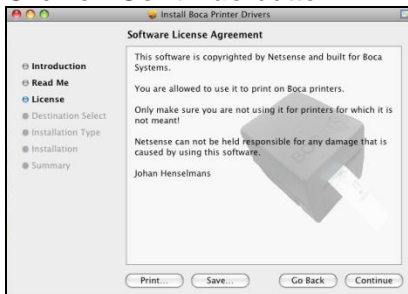 Install Boca Printer Drivers
Software License Agreement
Introduction
Read Me
License
Destination Select
Installation Type
Installation
Summary
This software is copyrighted by Netsense and built for Boca
Systems.
You are allowed to use it to print on Boca printers.
Only make sure you are not using it for printers for which it is
not meant!
Netsense can not be held responsible for any damage that is
caused by using this software.
Johan Henselmans
Print...
Save...
Go Back
Continue